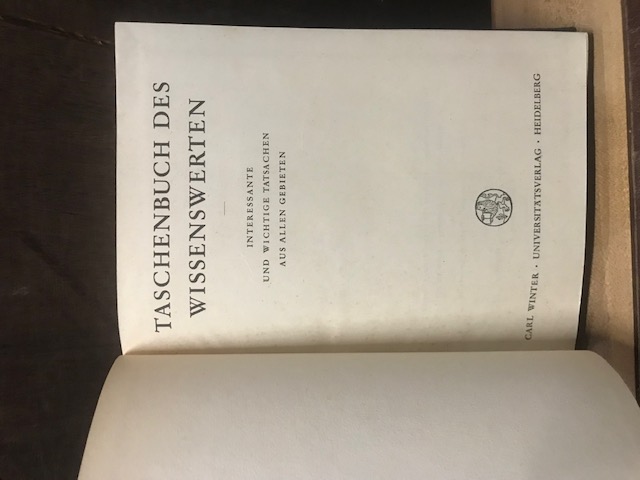 TASCHENBUCH DES
WISSENSWERTEN
INTERESSANTE
UND WICHTIGE TATSACHEN
AUS ALLEN GEBIETEN
CARL WINTER · UNIVERSITÄTSVERLAG · HEIDELBERG